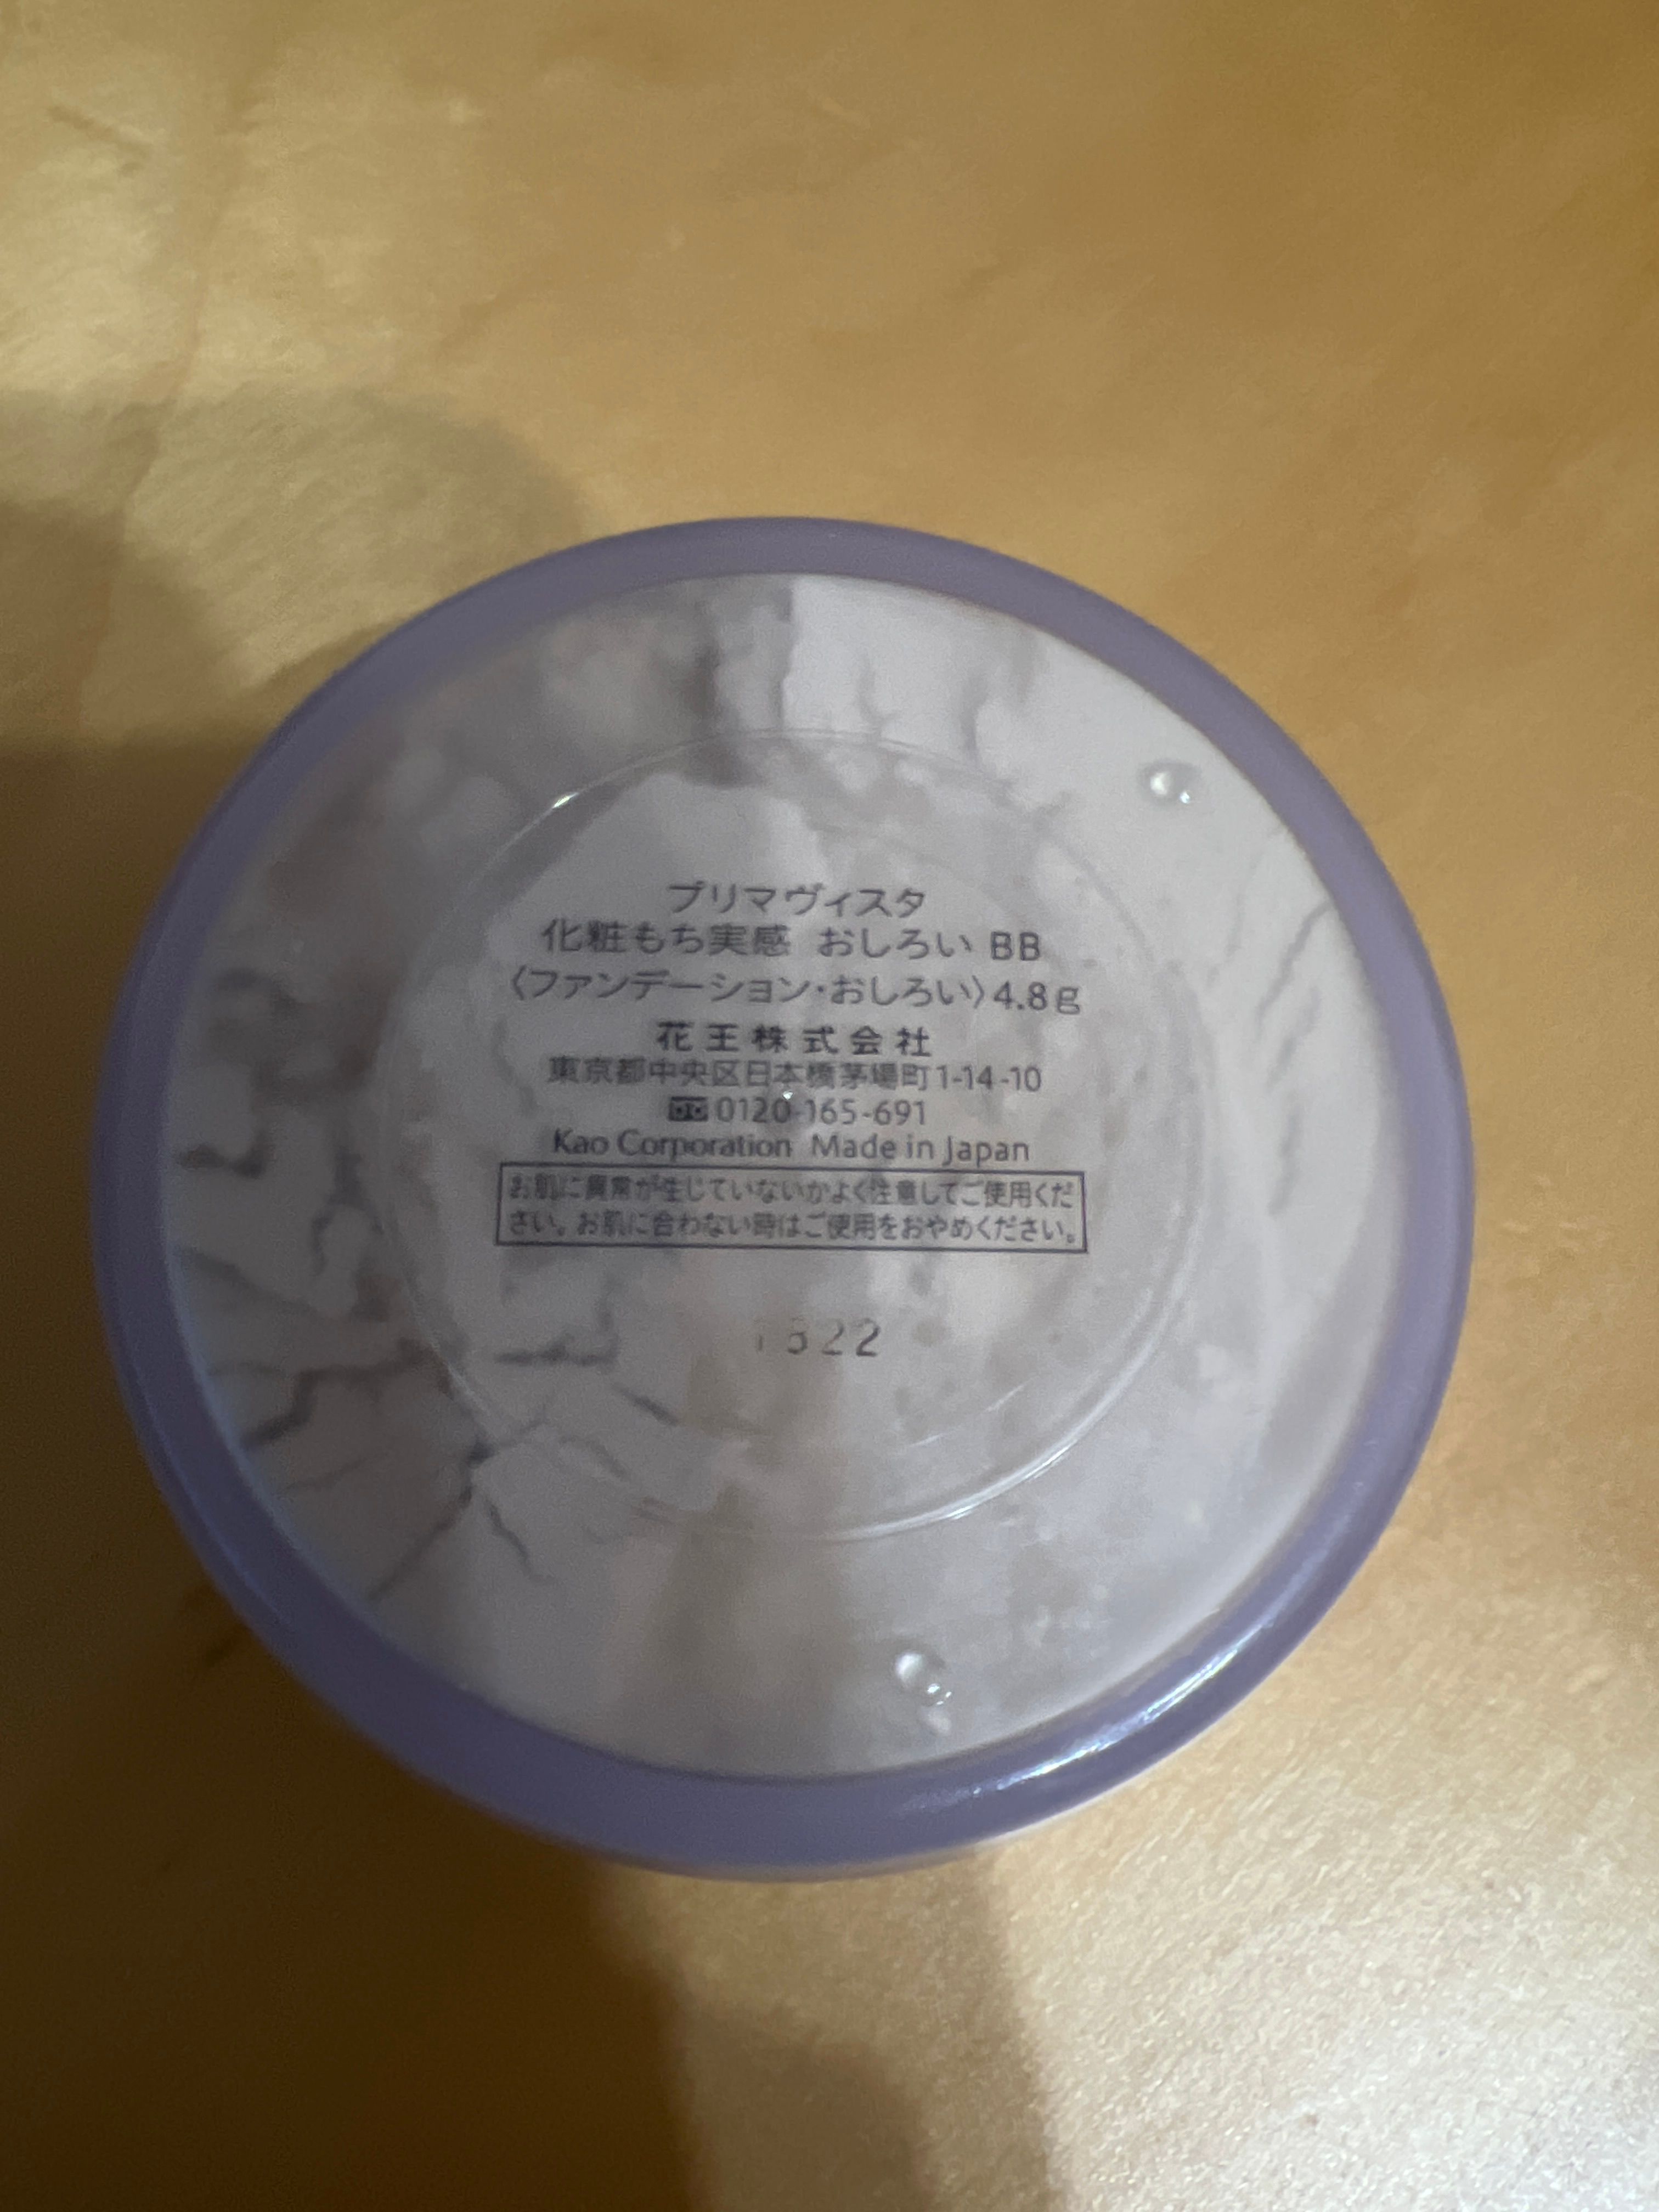 プリマヴィスタ
化粧もち実感 おしろい BB
〈ファンデーション・おしろい〉4.8g
花王株式会社
東京都中央区日本橋茅場町1-14-10
0120-165-691
Kao Corporation Made in Japan
お肌に異常が生じていないかよく注意してご使用くだ
さい。お肌に合わない時はご使用をおやめください。